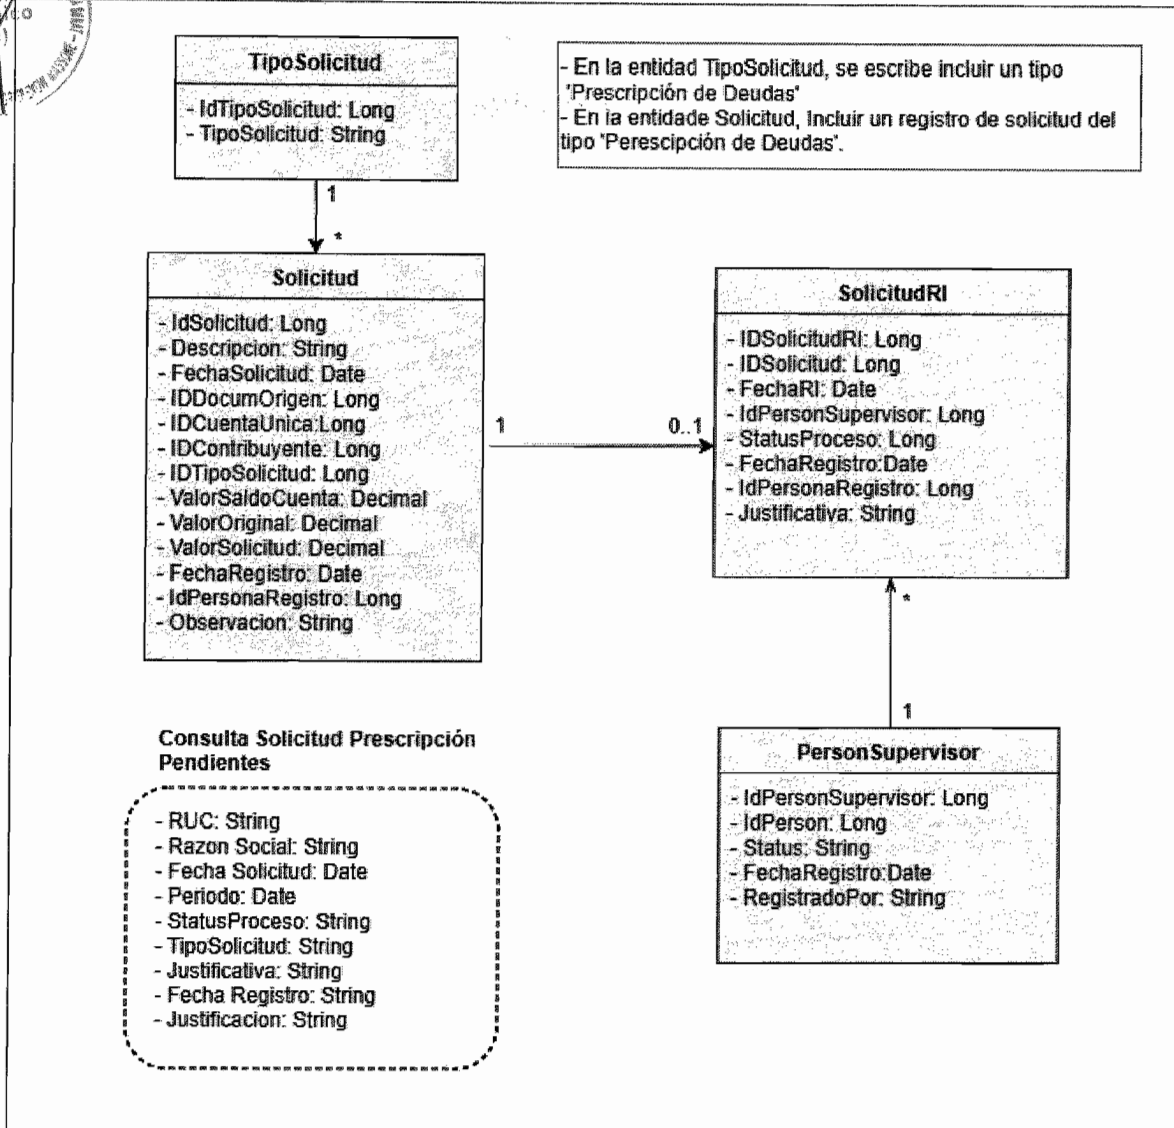 TipoSolicitud
- IdTipoSolicitud: Long
- TipoSolicitud: String
- En la entidad TipoSolicitud, se escribe incluir un tipo
'Prescripción de Deudas'
- En la entidade Solicitud, Incluir un registro de solicitud del
tipo 'Perescipción de Deudas'.
1
*
Solicitud
- IdSolicitud: Long
- Descripcion: String
- FechaSolicitud: Date
- IDDocumOrigen: Long
- IDCuentaUnica:Long
- IDContribuyente: Long
- IDTipoSolicitud: Long
- ValorSaldoCuenta: Decimal
- ValorOriginal: Decimal
- ValorSolicitud: Decimal
- FechaRegistro: Date
- IdPersonaRegistro: Long
- Observacion: String
1
0..1
SolicitudRI
- IDSolicitudRI: Long
- IDSolicitud: Long
- FechaRI: Date
- IdPersonSupervisor: Long
- StatusProceso: Long
- FechaRegistro:Date
- IdPersonaRegistro: Long
- Justificativa: String
*
1
PersonSupervisor
- IdPersonSupervisor: Long
- IdPerson: Long
- Status: String
- FechaRegistro:Date
- RegistradoPor: String
Consulta Solicitud Prescripción
Pendientes
- RUC: String
- Razon Social: String
- Fecha Solicitud: Date
- Periodo: Date
- StatusProceso: String
- TipoSolicitud: String
- Justificativa: String
- Fecha Registro: String
- Justificacion: String